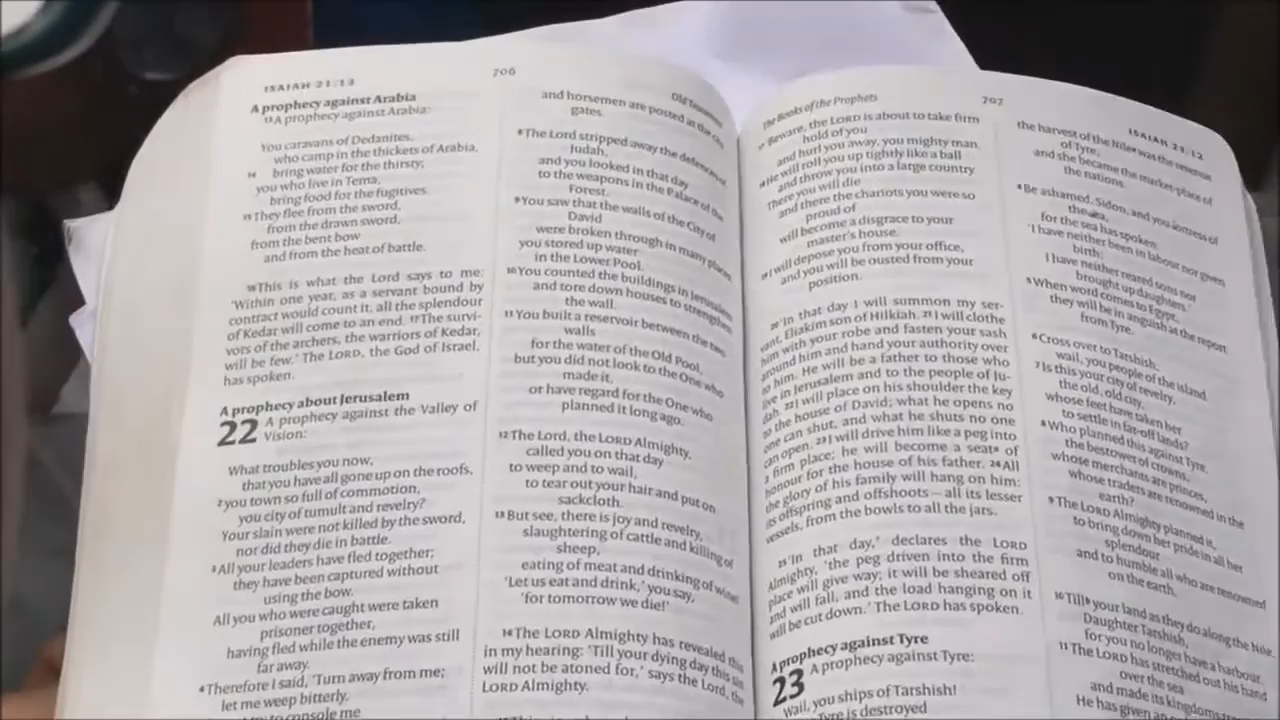 ISAIAH 21:13
706
A prophecy against Arabia
13 A prophecy against Arabia:
You caravans of Dedanites,
who camp in the thickets of Arabia,
14 bring water for the thirsty;
you who live in Tema,
bring food for the fugitives.
15 They flee from the sword,
from the drawn sword,
from the bent bow
and from the heat of battle.
16 This is what the Lord says to me:
'Within one year, as a servant bound by
contract would count it, all the splendour
of Kedar will come to an end. 17 The survi-
vors of the archers, the warriors of Kedar,
will be few.' The LORD, the God of Israel,
has spoken.
A prophecy about Jerusalem
22 A prophecy against the Valley of
Vision:
What troubles you now,
that you have all gone up on the roofs,
2 you town so full of commotion,
you city of tumult and revelry?
Your slain were not killed by the sword,
nor did they die in battle.
3 All your leaders have fled together;
they have been captured without
using the bow.
All you who were caught were taken
prisoner together,
having fled while the enemy was still
far away.
4 Therefore I said, 'Turn away from me;
let me weep bitterly.
to console me
Old Testament
and horsemen are posted at the city
gates.
8 The Lord stripped away the defences of
Judah,
and you looked in that day
to the weapons in the Palace of the
Forest.
9 You saw that the walls of the City of
David
were broken through in many places;
you stored up water
in the Lower Pool.
10 You counted the buildings in Jerusalem
and tore down houses to strengthen
the wall.
11 You built a reservoir between the two
walls
for the water of the Old Pool,
but you did not look to the One who
made it,
or have regard for the One who
planned it long ago.
12 The Lord, the LORD Almighty,
called you on that day
to weep and to wail,
to tear out your hair and put on
sackcloth.
13 But see, there is joy and revelry,
slaughtering of cattle and killing of
sheep,
eating of meat and drinking of wine!
'Let us eat and drink,' you say,
'for tomorrow we die!'
14 The LORD Almighty has revealed this
in my hearing: 'Till your dying day this sin
will not be atoned for,' says the Lord, the
LORD Almighty.
The Books of the Prophets
707
17 'Beware, the LORD is about to take firm
hold of you
and hurl you away, you mighty man.
18 He will roll you up tightly like a ball
and throw you into a large country.
There you will die
and there the chariots you were so
proud of
will become a disgrace to your
master's house.
19 I will depose you from your office,
and you will be ousted from your
position.
20 'In that day I will summon my ser-
vant, Eliakim son of Hilkiah. 21 I will clothe
him with your robe and fasten your sash
around him and hand your authority over
to him. He will be a father to those who
live in Jerusalem and to the people of Ju-
dah. 22 I will place on his shoulder the key
to the house of David; what he opens no
one can shut, and what he shuts no one
can open. 23 I will drive him like a peg into
a firm place; he will become a seat of
honour for the house of his father. 24 All
the glory of his family will hang on him:
its offspring and offshoots – all its lesser
vessels, from the bowls to all the jars.
25 'In that day,' declares the LORD
Almighty, 'the peg driven into the firm
place will give way; it will be sheared off
and will fall, and the load hanging on it
will be cut down.' The LORD has spoken.
A prophecy against Tyre
23 A prophecy against Tyre:
Wail, you ships of Tarshish!
Tyre is destroyed
ISAIAH 23:12
the harvest of the Nile was the revenue
of Tyre,
and she became the market-place of
the nations.
4 Be ashamed, Sidon, and you fortress of
the sea,
for the sea has spoken:
'I have neither been in labour nor given
birth;
I have neither reared sons nor
brought up daughters.'
5 When word comes to Egypt,
they will be in anguish at the report
from Tyre.
6 Cross over to Tarshish;
wail, you people of the island.
7 Is this your city of revelry,
the old, old city,
whose feet have taken her
to settle in far-off lands?
8 Who planned this against Tyre,
the bestower of crowns,
whose merchants are princes,
whose traders are renowned in the
earth?
9 The LORD Almighty planned it,
to bring down her pride in all her
splendour
and to humble all who are renowned
on the earth.
10 Till your land as they do along the Nile,
Daughter Tarshish,
for you no longer have a harbour.
11 The LORD has stretched out his hand
over the sea
and made its kingdoms
He has given an